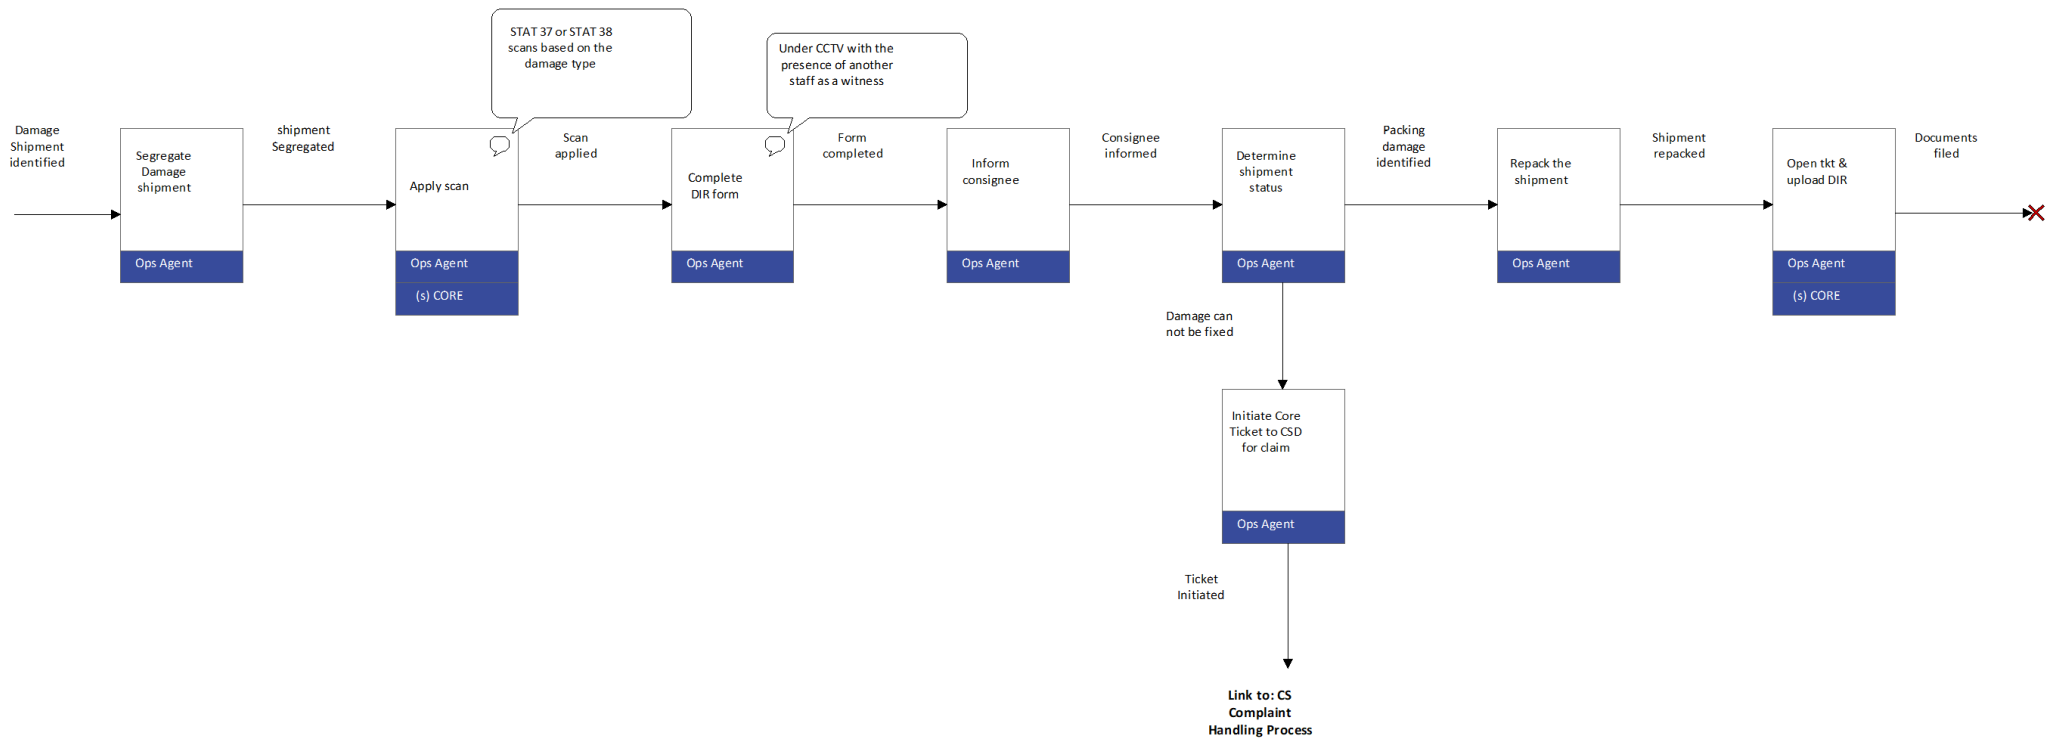 STAT 37 or STAT 38
scans based on the
damage type
Under CCTV with the
presence of another
staff as a witness
Damage
Shipment
identified
Segregate
Damage
shipment
Ops Agent
shipment
Segregated
Apply scan
Ops Agent
(s) CORE
Scan
applied
Complete
DIR form
Ops Agent
Form
completed
Inform
consignee
Ops Agent
Consignee
informed
Determine
shipment
status
Ops Agent
Packing
damage
identified
Repack the
shipment
Ops Agent
Shipment
repacked
Open tkt &
upload DIR
Ops Agent
(s) CORE
Documents
filed
Damage can
not be fixed
Initiate Core
Ticket to CSD
for claim
Ops Agent
Ticket
Initiated
Link to: CS
Complaint
Handling Process